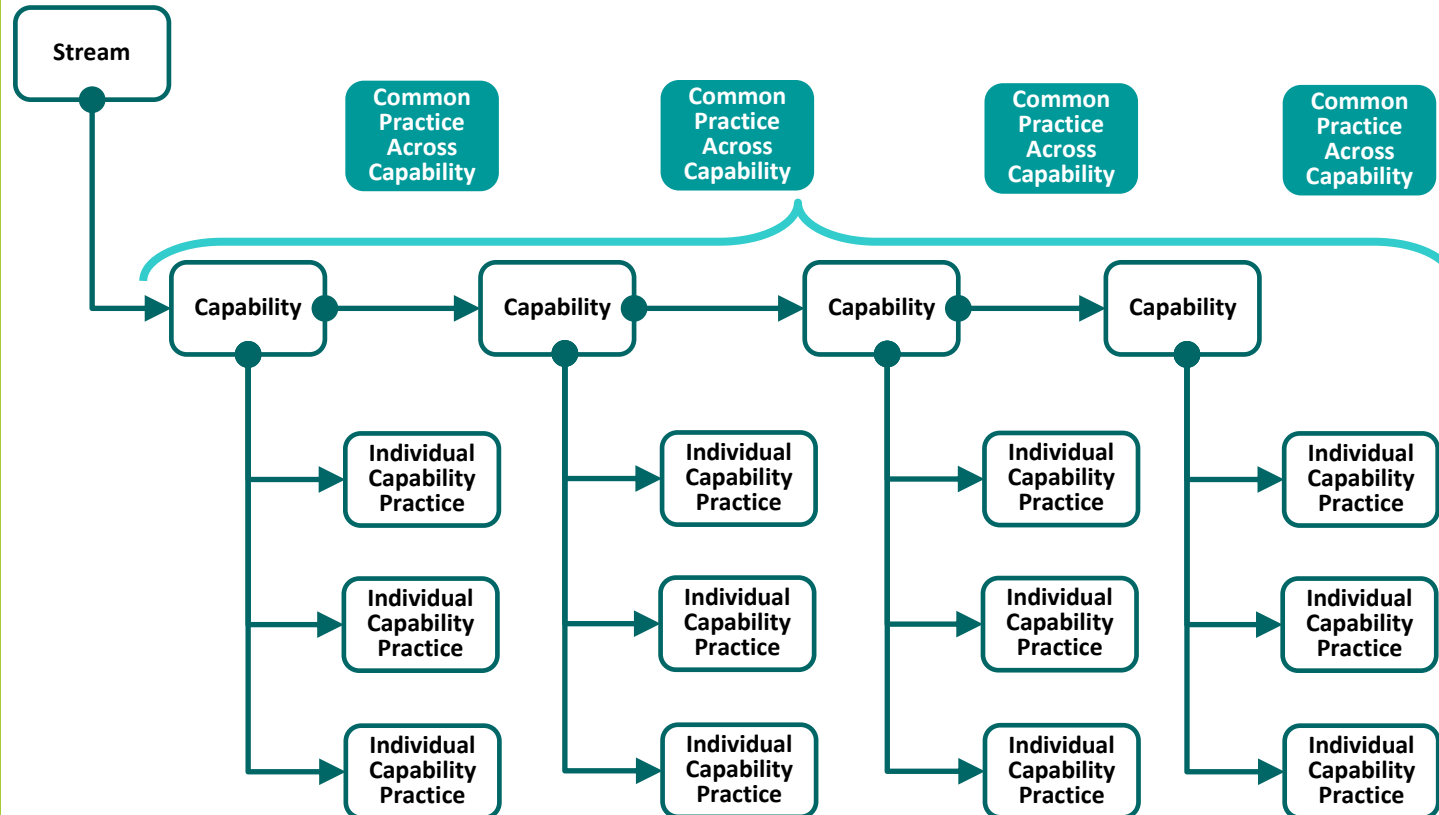 Stream
Common
Practice
Across
Capability
Common
Practice
Across
Capability
Common
Practice
Across
Capability
Common
Practice
Across
Capability
Capability
Capability
Capability
Capability
Individual
Capability
Practice
Individual
Capability
Practice
Individual
Capability
Practice
Individual
Capability
Practice
Individual
Capability
Practice
Individual
Capability
Practice
Individual
Capability
Practice
Individual
Capability
Practice
Individual
Capability
Practice
Individual
Capability
Practice
Individual
Capability
Practice
Individual
Capability
Practice